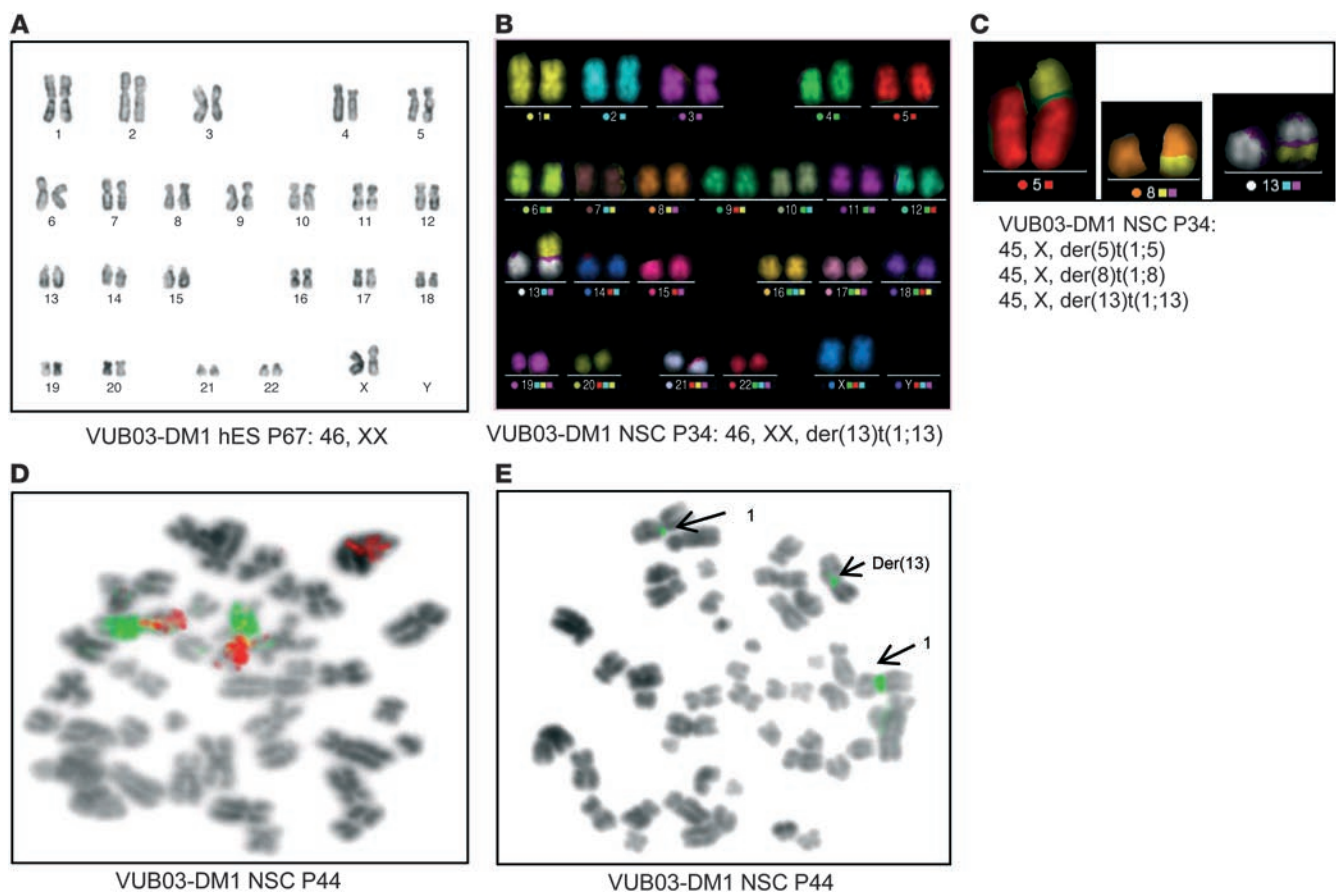 A
1 2 3 4 5
6 7 8 9 10 11 12
13 14 15 16 17 18
19 20 21 22 X Y
VUB03-DM1 hES P67: 46, XX
B
1 2 3 4 5
6 7 8 9 10 11 12
13 14 15 16 17 18
19 20 21 22 X Y
VUB03-DM1 NSC P34: 46, XX, der(13)t(1;13)
C
5 8 13
VUB03-DM1 NSC P34:
45, X, der(5)t(1;5)
45, X, der(8)t(1;8)
45, X, der(13)t(1;13)
D
VUB03-DM1 NSC P44
E
1
Der(13)
1
VUB03-DM1 NSC P44